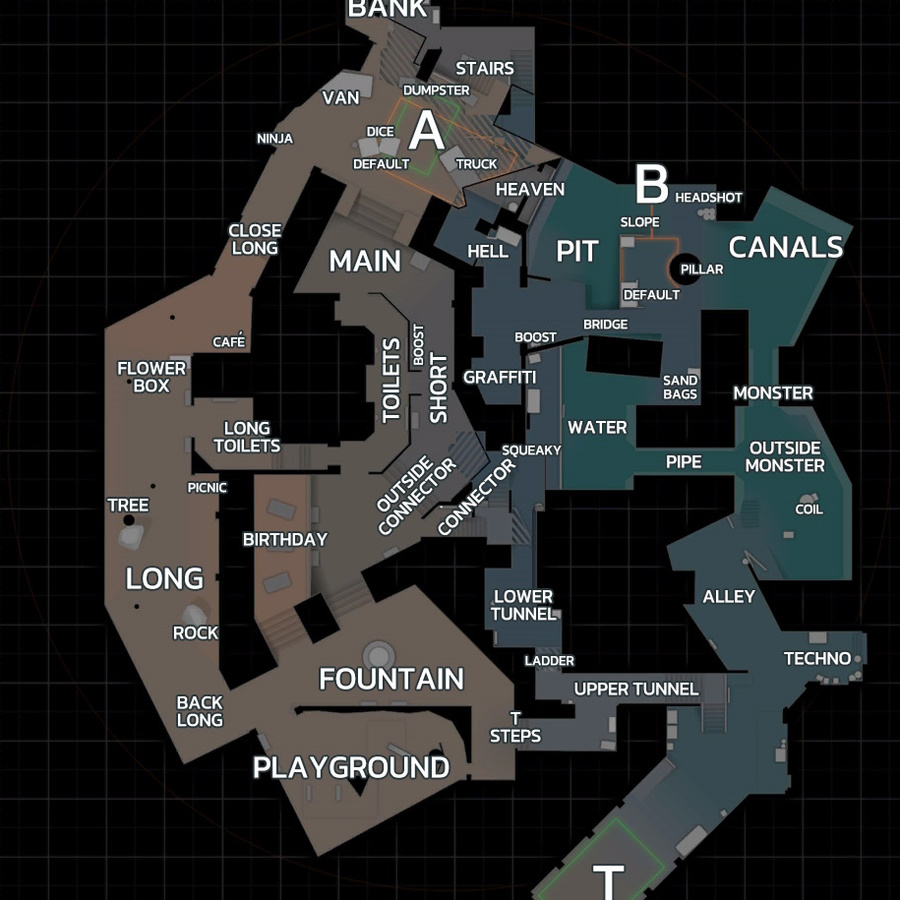 BANK
STAIRS
DUMPSTER
VAN
A
DICE
NINJA
DEFAULT
TRUCK
HEAVEN
B
HEADSHOT
SLOPE
CLOSE
LONG
MAIN
HELL
PIT
CANALS
PILLAR
DEFAULT
BRIDGE
BOOST
CAFÉ
BOOST
TOILETS
SHORT
FLOWER
BOX
GRAFFITI
SAND
BAGS
MONSTER
LONG
TOILETS
WATER
SQUEAKY
PIPE
OUTSIDE
MONSTER
OUTSIDE
CONNECTOR
CONNECTOR
PICNIC
TREE
COIL
BIRTHDAY
LONG
LOWER
TUNNEL
ALLEY
ROCK
LADDER
TECHNO
FOUNTAIN
UPPER TUNNEL
BACK
LONG
T
STEPS
PLAYGROUND
T